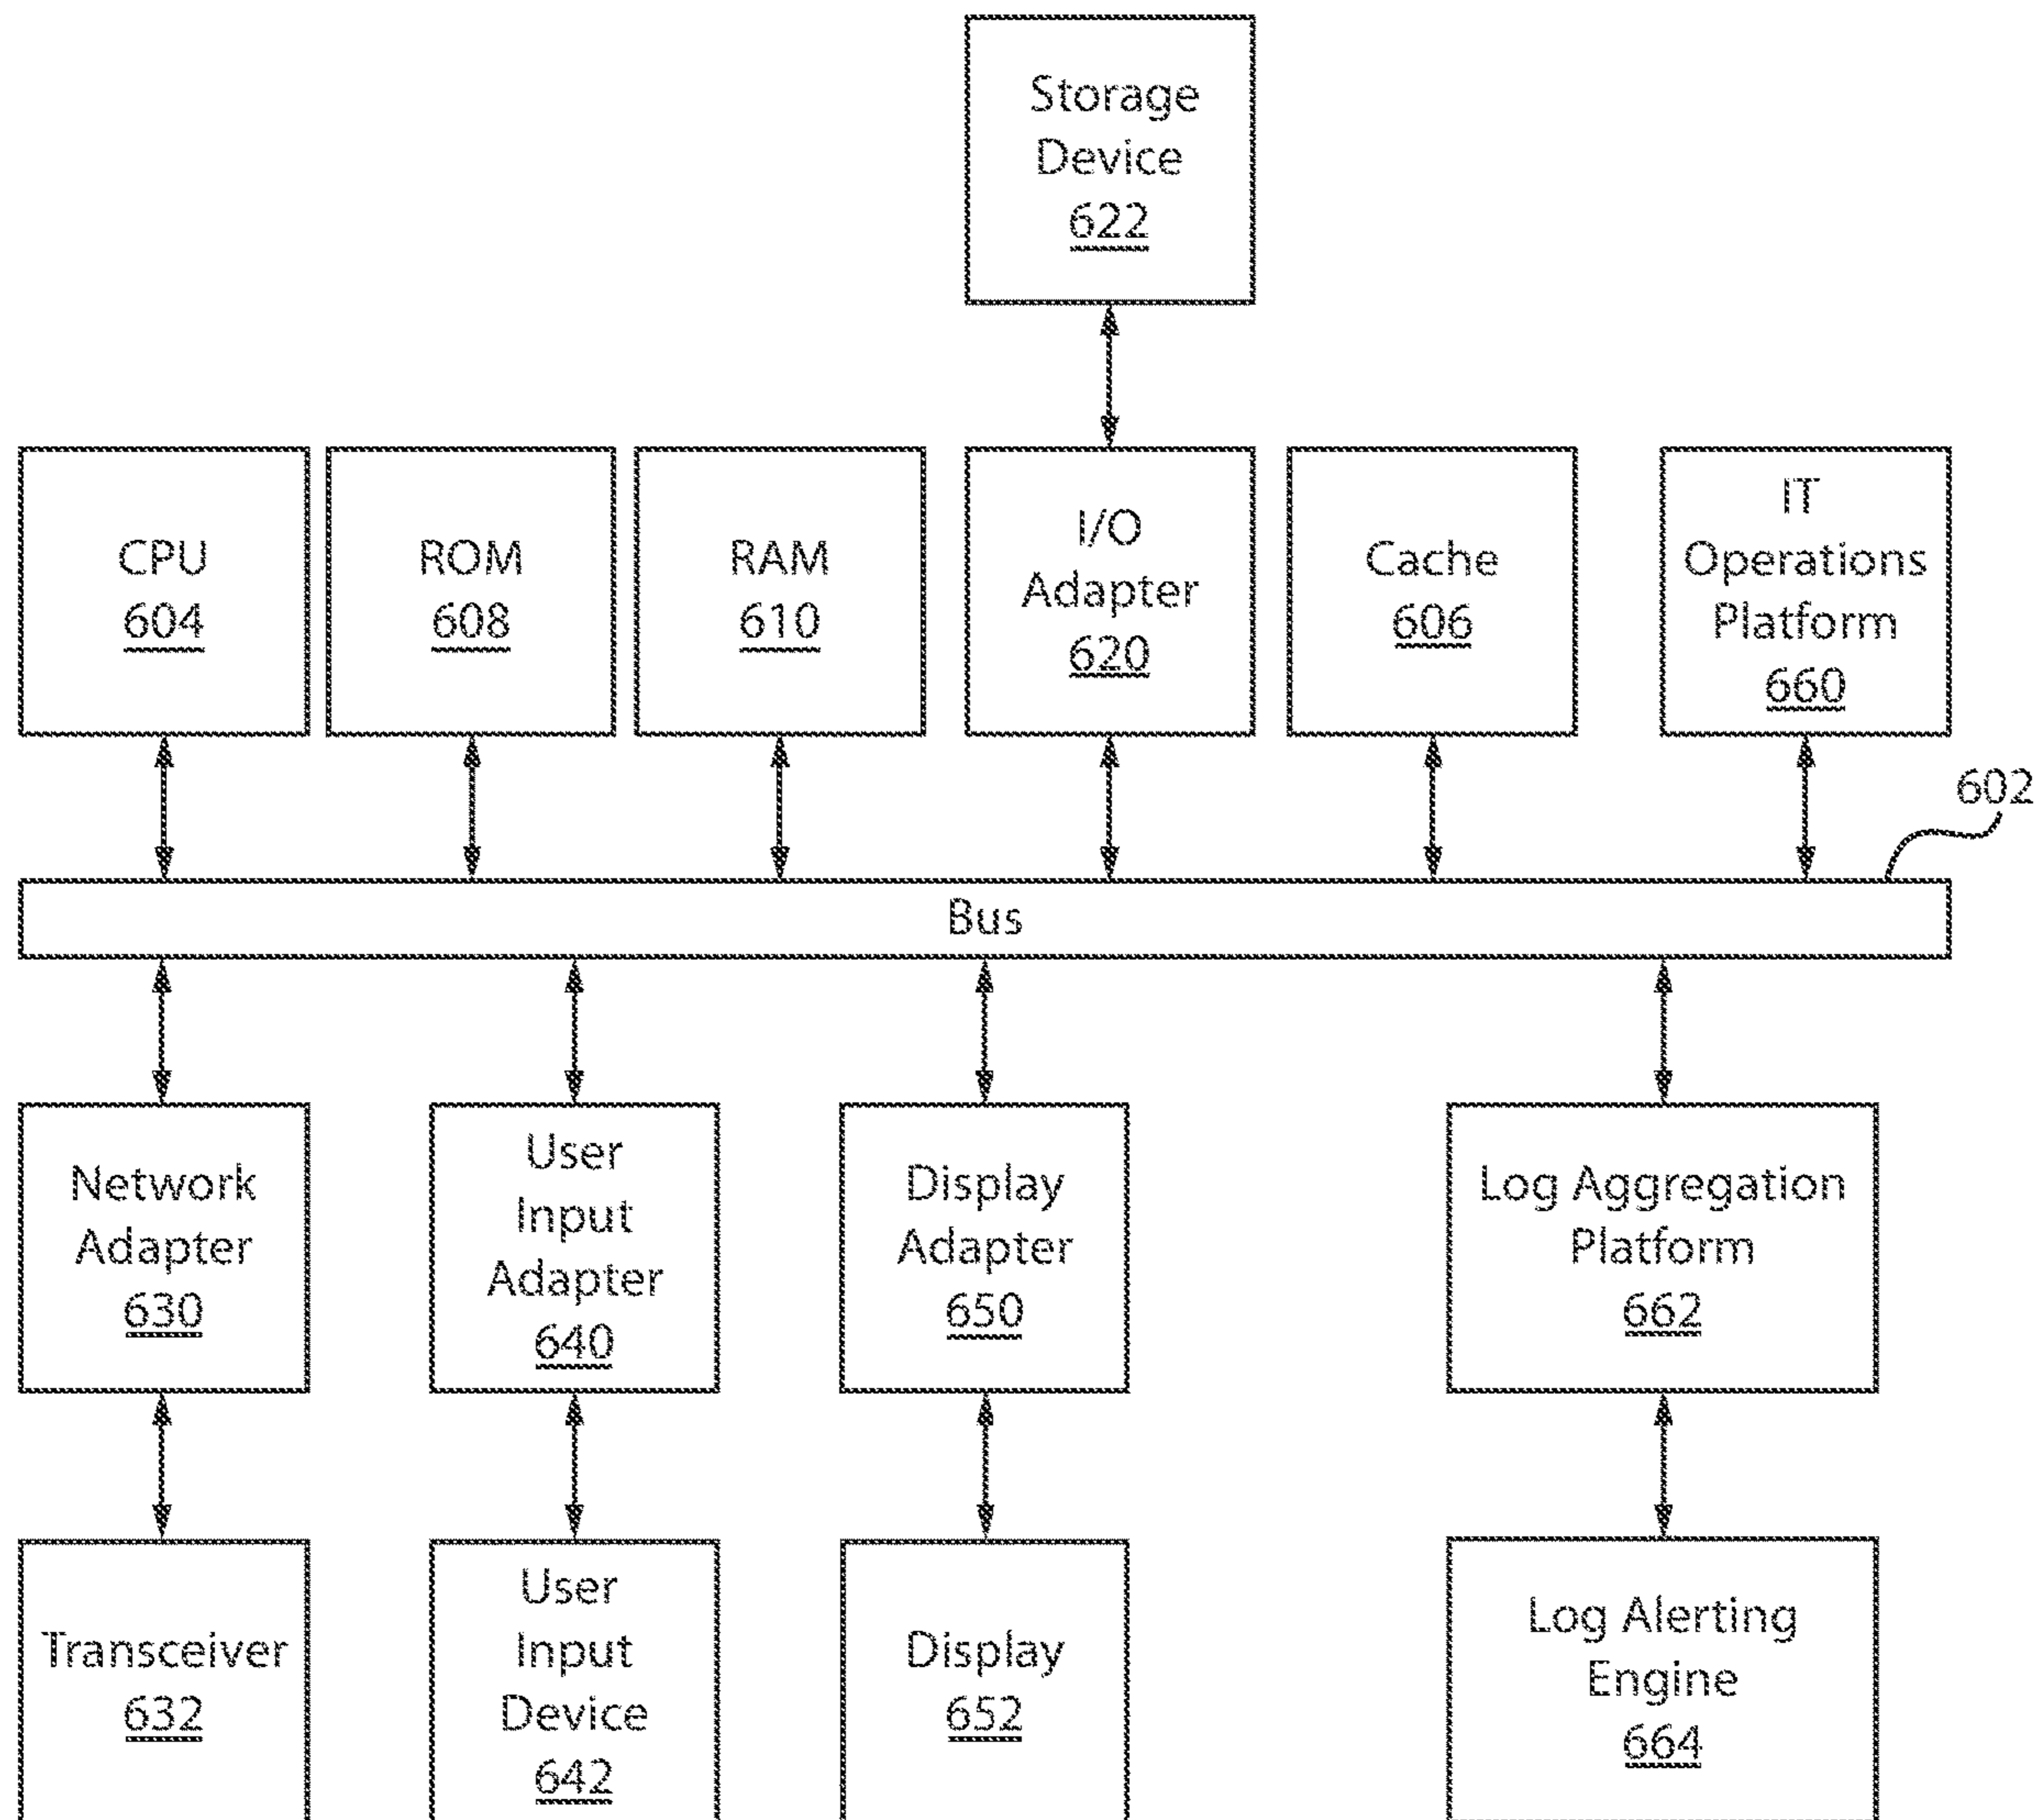 Storage
Device
622
CPU
604
ROM
608
RAM
610
I/O
Adapter
620
Cache
606
IT
Operations
Platform
660
602
Bus
Network
Adapter
630
User
Input
Adapter
640
Display
Adapter
650
Log Aggregation
Platform
662
Transceiver
632
User
Input
Device
642
Display
652
Log Alerting
Engine
664